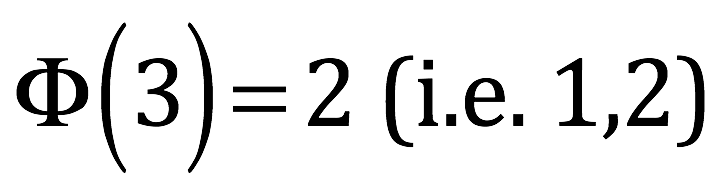 Φ(3) = 2 (i.e. 1,2)